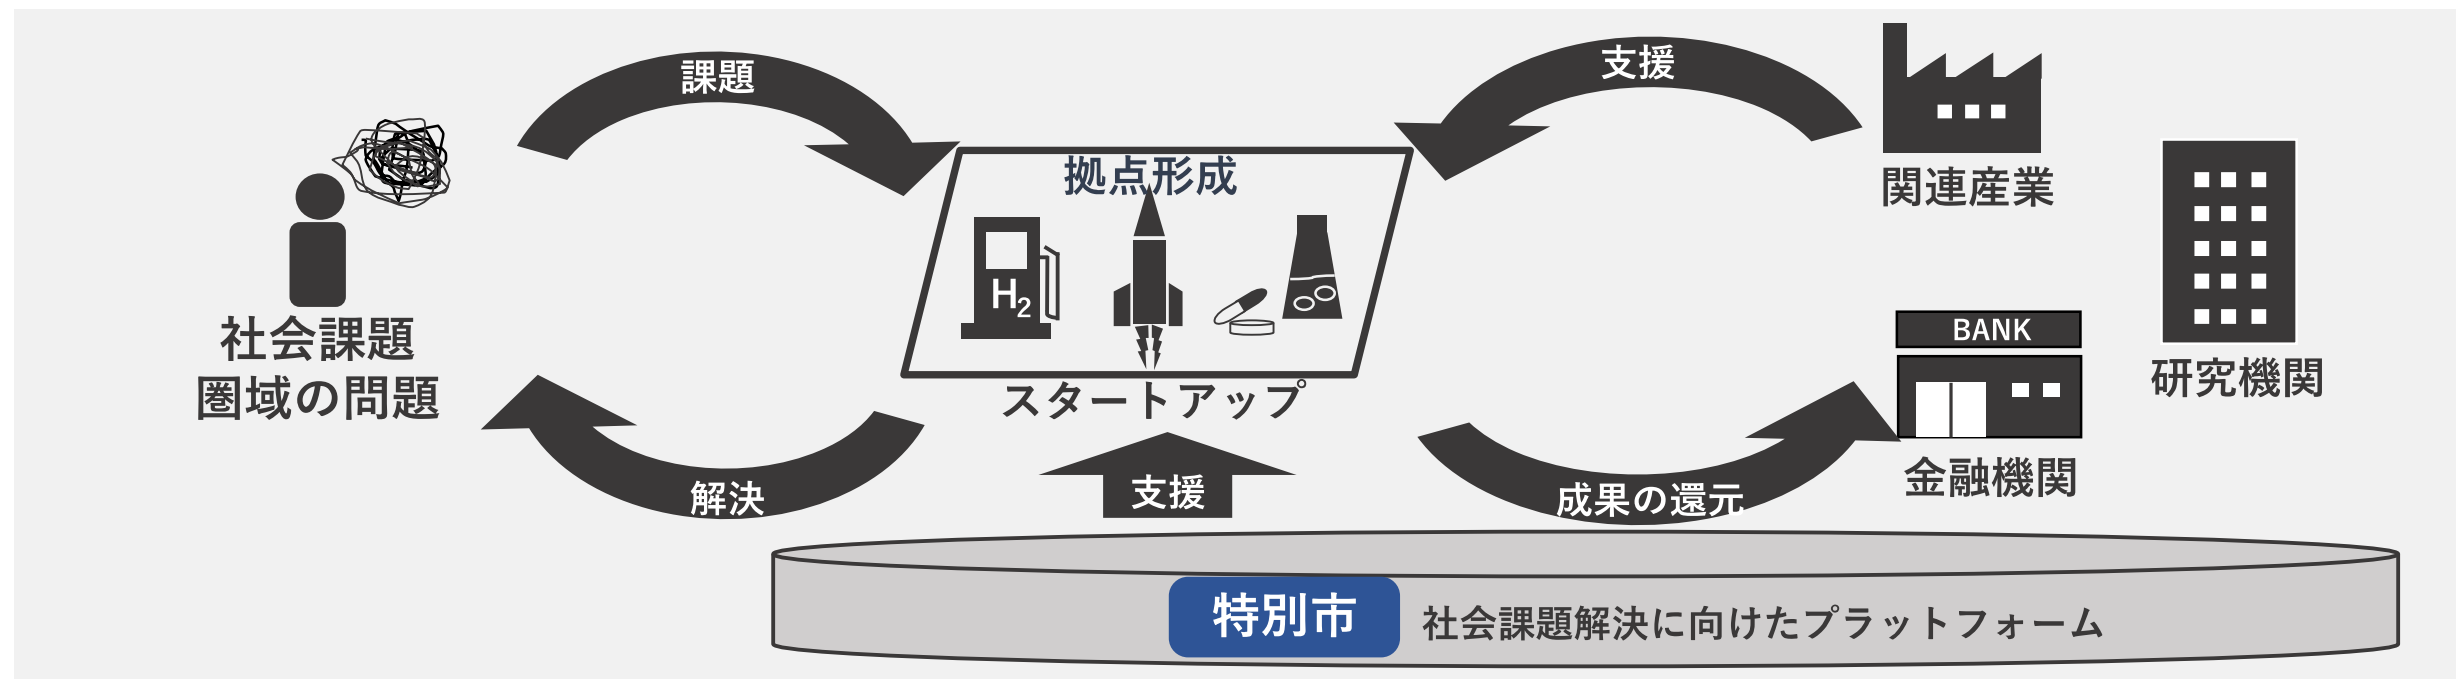 課題
支援
拠点形成
H2
スタートアップ
社会課題
圏域の問題
関連産業
研究機関
BANK
金融機関
解決
支援
成果の還元
特別市
社会課題解決に向けたプラットフォーム